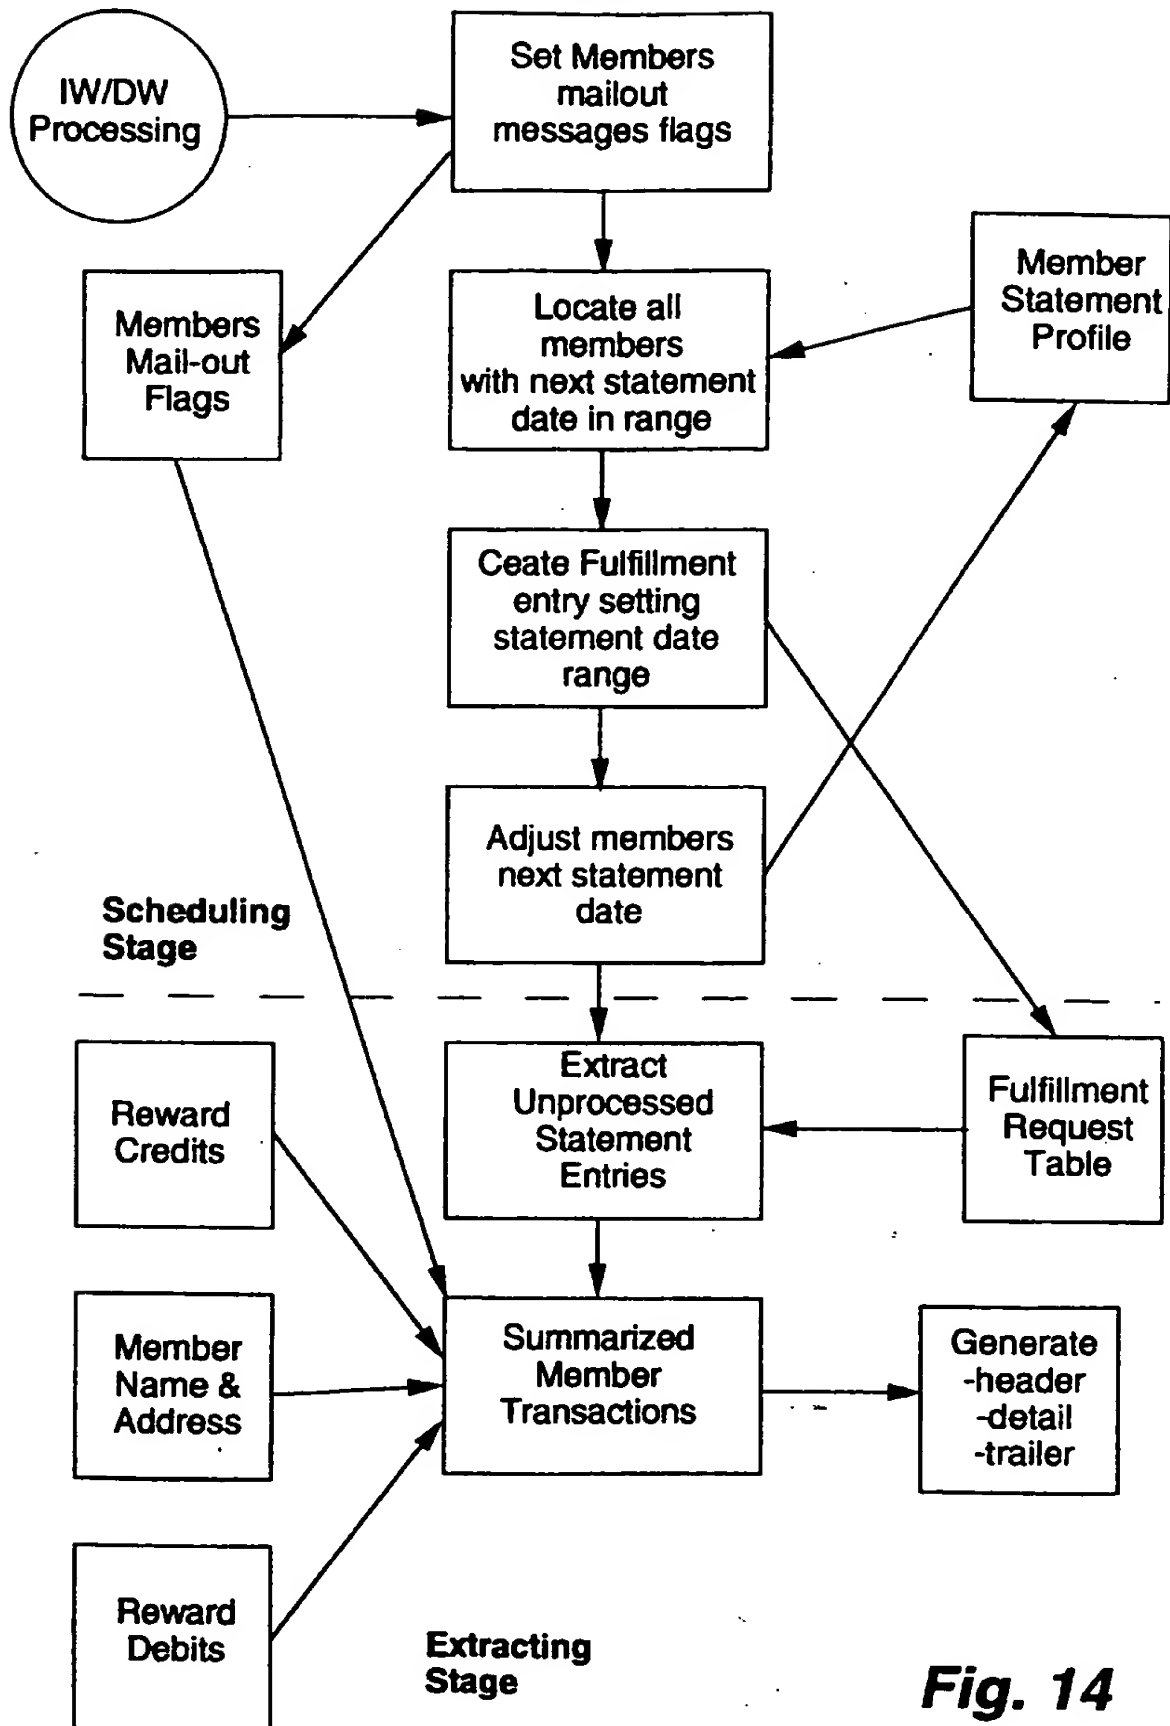 IW/DW
Processing
Set Members
mailout
messages flags
Members
Mail-out
Flags
Locate all
members
with next statement
date in range
Member
Statement
Profile
Ceate Fulfillment
entry setting
statement date
range
Adjust members
next statement
date
Scheduling
Stage
Reward
Credits
Extract
Unprocessed
Statement
Entries
Fulfillment
Request
Table
Member
Name &
Address
Summarized
Member
Transactions
Generate
-header
-detail
-trailer
Reward
Debits
Extracting
Stage
Fig. 14